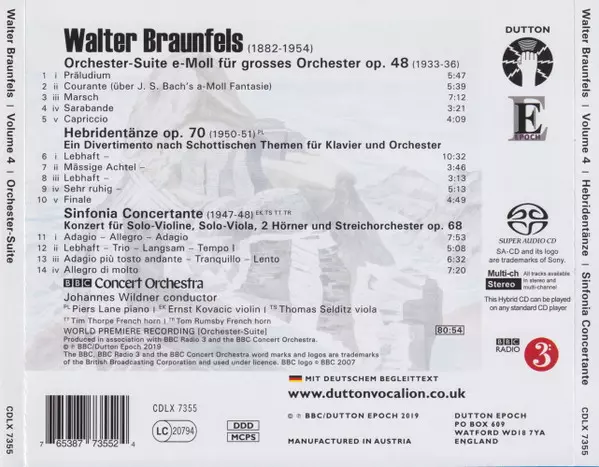 Walter Braunfels | Volume 4 | Orchester-Suite
CDLX 7355
Walter Braunfels (1882-1954)
Orchester-Suite e-Moll für grosses Orchester op. 48 (1933-36)
1 i Präludium 5:47
2 ii Courante (über J. S. Bach's a-Moll Fantasie) 5:39
3 iii Marsch 7:12
4 iv Sarabande 3:21
5 v Capriccio 4:09
Hebridentänze op. 70 (1950-51) PL
Ein Divertimento nach Schottischen Themen für Klavier und Orchester
6 i Lebhaft – 10:32
7 ii Mässige Achtel – 3:46
8 iii Lebhaft – 3:13
9 iv Sehr ruhig – 5:13
10 v Finale 4:49
Sinfonia Concertante (1947-48) EK TS TT TR
Konzert für Solo-Violine, Solo-Viola, 2 Hörner und Streichorchester op. 68
11 i Adagio – Allegro – Adagio 7:53
12 ii Lebhaft – Trio – Langsam – Tempo I 5:08
13 iii Adagio più tosto andante – Tranquillo – Lento 6:32
14 iv Allegro di molto 7:20
BBC Concert Orchestra
Johannes Wildner conductor
PL Piers Lane piano | EK Ernst Kovacic violin | TS Thomas Selditz viola
TT Tim Thorpe French horn | TR Tom Rumsby French horn
WORLD PREMIERE RECORDING [Orchester-Suite] 80:54
Produced in association with BBC Radio 3 and the BBC Concert Orchestra.
℗ ® BBC/Dutton Epoch 2019
The BBC, BBC Radio 3 and the BBC Concert Orchestra word marks and logos are trademarks
of the British Broadcasting Corporation and used under licence. BBC logo © BBC 2007
MIT DEUTSCHEM BEGLEITTEXT
www.duttonvocalion.co.uk
7 65387 73552 4
LC 20794
DDD
MCPS
© ℗ BBC/DUTTON EPOCH 2019
MANUFACTURED IN AUSTRIA
DUTTON EPOCH
PO BOX 609
WATFORD WD18 7YA
ENGLAND
DUTTON
E
EPOCH
SUPER AUDIO CD
SA-CD and its logo
are trademarks of Sony.
Multi-ch
Stereo
All tracks available
in stereo and
multi-channel
This Hybrid CD can be played
on any standard CD player
BBC
RADIO
3
Walter Braunfels | Volume 4 | Hebridentänze | Sinfonia Concertante
CDLX 7355